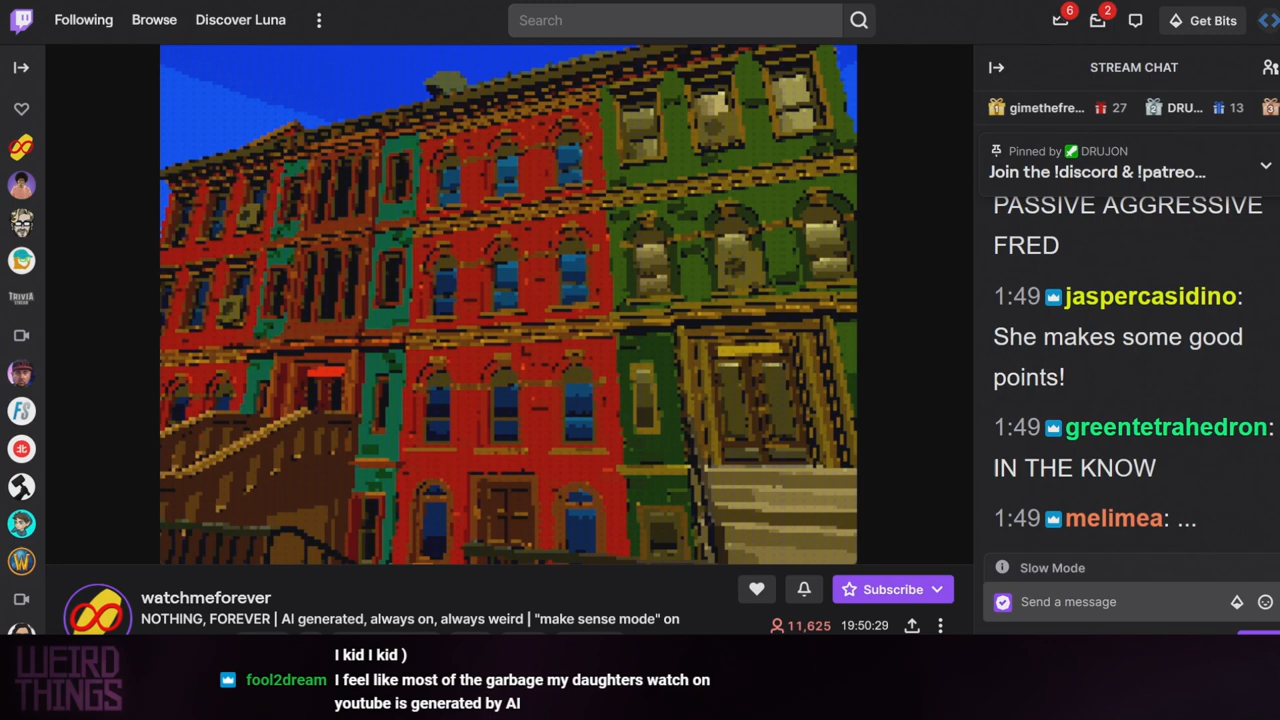 Following
Browse
Discover Luna
Search
6
2
Get Bits
STREAM CHAT
gimethefre... 27
DRU... 13
Pinned by DRUJON
Join the !discord & !patreo...
PASSIVE AGGRESSIVE
FRED
1:49 jaspercasidino:
She makes some good
points!
1:49 greentetrahedron:
IN THE KNOW
1:49 melimea: ...
Slow Mode
Send a message
TRIVIA
FS
W
watchmeforever
NOTHING, FOREVER | AI generated, always on, always weird | "make sense mode" on
Subscribe
11,625
19:50:29
WEIRD
THINGS
I kid I kid )
fool2dream I feel like most of the garbage my daughters watch on
youtube is generated by AI